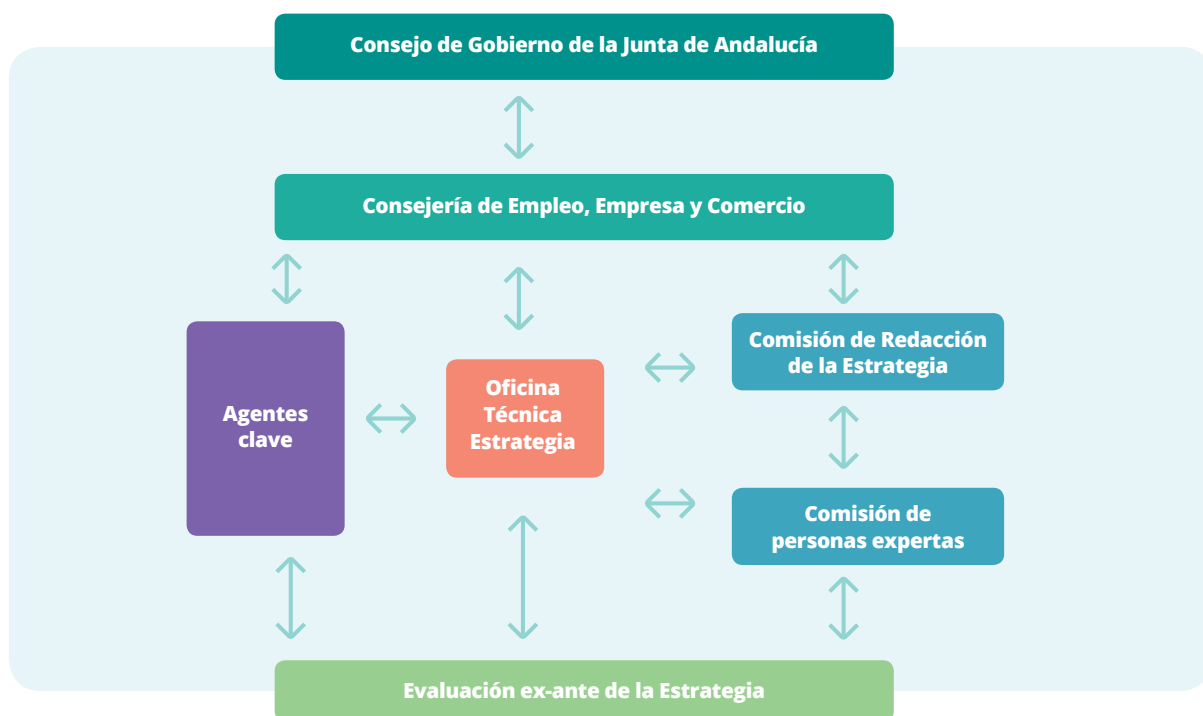 Consejo de Gobierno de la Junta de Andalucía
Consejería de Empleo, Empresa y Comercio
Agentes
clave
Oficina
Técnica
Estrategia
Comisión de Redacción
de la Estrategia
Comisión de
personas expertas
Evaluación ex-ante de la Estrategia